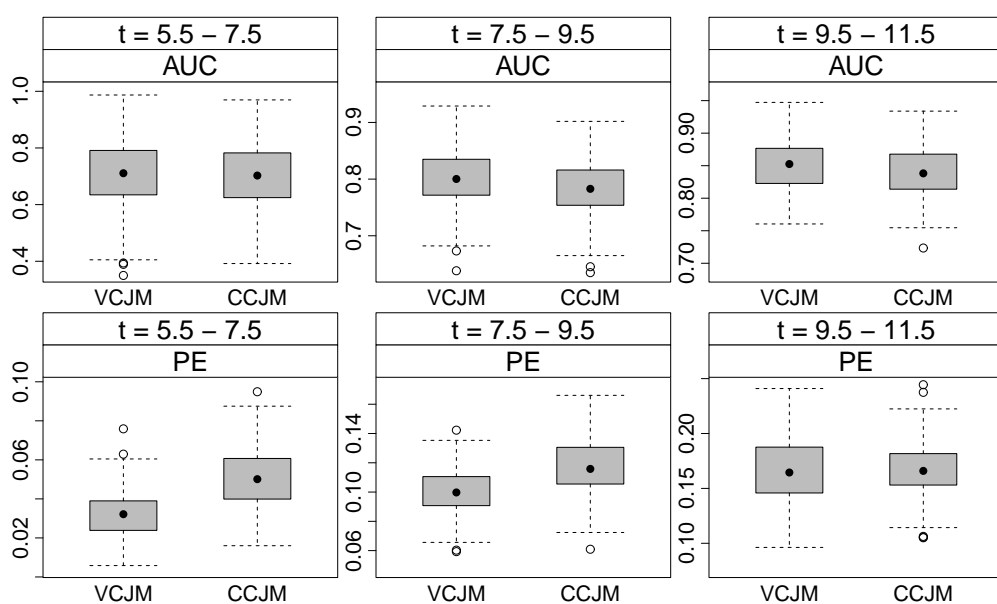 t = 5.5 – 7.5
t = 7.5 – 9.5
t = 9.5 – 11.5
AUC
AUC
AUC
1.0
0.8
0.6
0.4
0.9
0.8
0.7
0.90
0.80
0.70
VCJM
CCJM
VCJM
CCJM
VCJM
CCJM
t = 5.5 – 7.5
t = 7.5 – 9.5
t = 9.5 – 11.5
PE
PE
PE
0.10
0.06
0.02
0.14
0.10
0.06
0.20
0.15
0.10
VCJM
CCJM
VCJM
CCJM
VCJM
CCJM